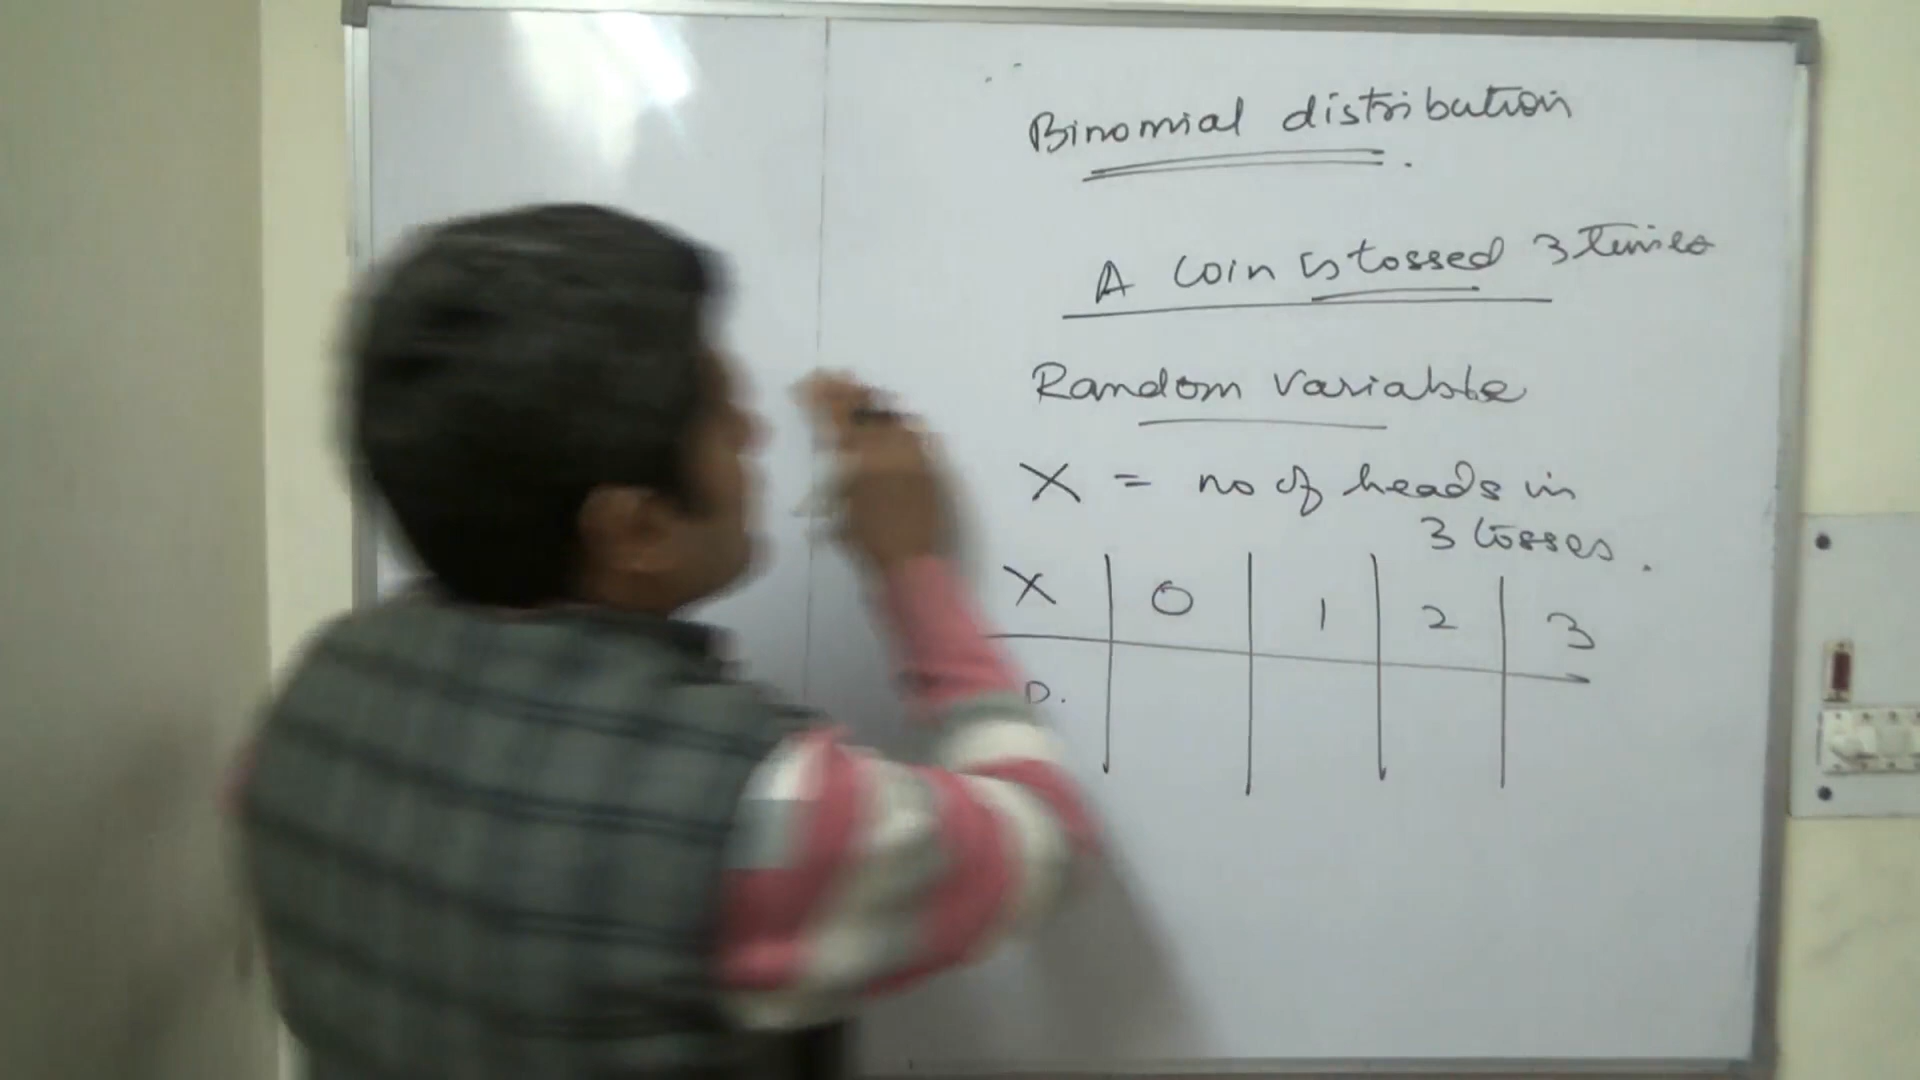 Binomial distribution
A coin is tossed 3 times
Random variable
X = no of heads in
3 tosses.
X 0 1 2 3